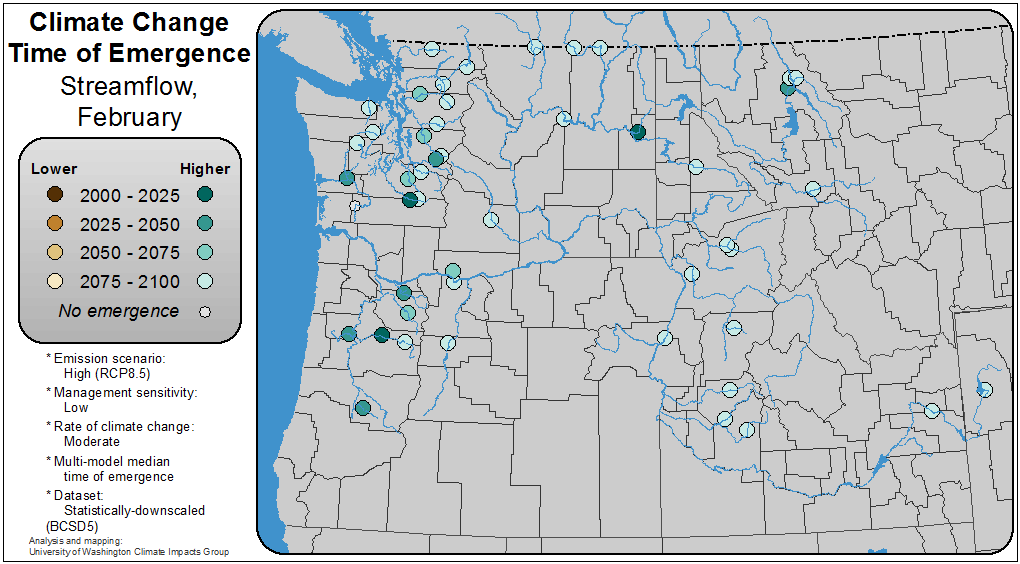 Climate Change
Time of Emergence
Streamflow,
February
Lower Higher
2000 - 2025
2025 - 2050
2050 - 2075
2075 - 2100
No emergence
* Emission scenario:
High (RCP8.5)
* Management sensitivity:
Low
* Rate of climate change:
Moderate
* Multi-model median
time of emergence
* Dataset:
Statistically-downscaled
(BCSD5)
Analysis and mapping:
University of Washington Climate Impacts Group